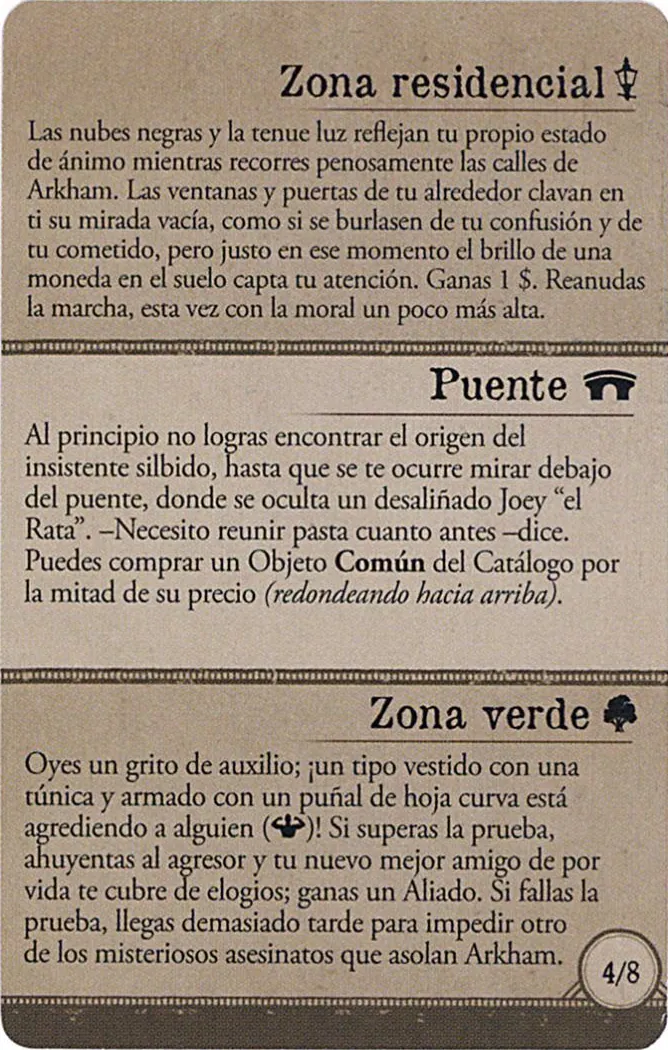 Zona residencial
Las nubes negras y la tenue luz reflejan tu propio estado
de ánimo mientras recorres penosamente las calles de
Arkham. Las ventanas y puertas de tu alrededor clavan en
ti su mirada vacía, como si se burlasen de tu confusión y de
tu cometido, pero justo en ese momento el brillo de una
moneda en el suelo capta tu atención. Ganas 1 $. Reanudas
la marcha, esta vez con la moral un poco más alta.
Puente
Al principio no logras encontrar el origen del
insistente silbido, hasta que se te ocurre mirar debajo
del puente, donde se oculta un desaliñado Joey “el
Rata”. –Necesito reunir pasta cuanto antes –dice.
Puedes comprar un Objeto Común del Catálogo por
la mitad de su precio (redondeando hacia arriba).
Zona verde
Oyes un grito de auxilio; ¡un tipo vestido con una
túnica y armado con un puñal de hoja curva está
agrediendo a alguien ( )! Si superas la prueba,
ahuyentas al agresor y tu nuevo mejor amigo de por
vida te cubre de elogios; ganas un Aliado. Si fallas la
prueba, llegas demasiado tarde para impedir otro
de los misteriosos asesinatos que asolan Arkham.
4/8